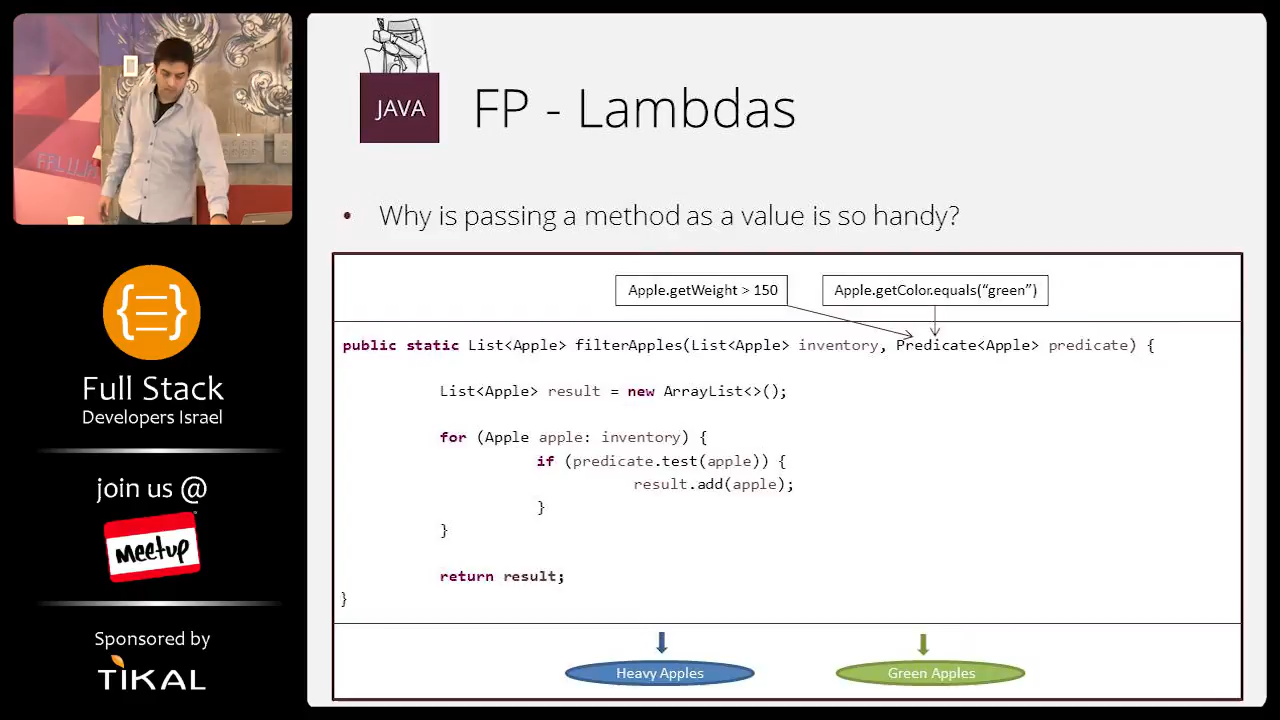 JAVA
FP - Lambdas
• Why is passing a method as a value is so handy?
Apple.getWeight > 150
Apple.getColor.equals(“green”)
public static List<Apple> filterApples(List<Apple> inventory, Predicate<Apple> predicate) {
List<Apple> result = new ArrayList<>();
for (Apple apple: inventory) {
if (predicate.test(apple)) {
result.add(apple);
}
}
return result;
}
Heavy Apples
Green Apples
{ }
Full Stack
Developers Israel
join us @
meetup
Sponsored by
TIKAL